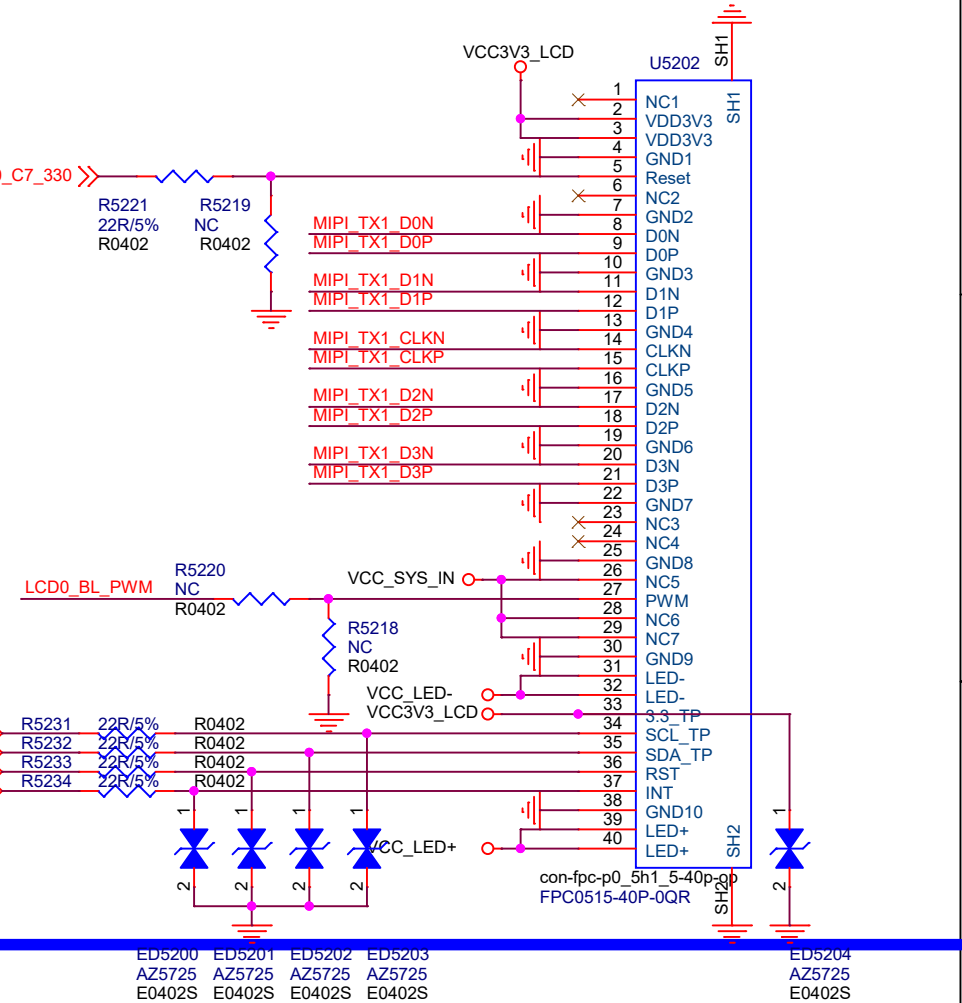 SH1
VCC3V3_LCD
U5202
1 NC1 SH1
2 VDD3V3
3 VDD3V3
4 GND1
_C7_330
5 Reset
6 NC2
R5221 R5219
22R/5% NC
R0402 R0402
7 GND2
MIPI_TX1_D0N 8 D0N
MIPI_TX1_D0P 9 D0P
10 GND3
MIPI_TX1_D1N 11 D1N
MIPI_TX1_D1P 12 D1P
13 GND4
MIPI_TX1_CLKN 14 CLKN
MIPI_TX1_CLKP 15 CLKP
16 GND5
MIPI_TX1_D2N 17 D2N
MIPI_TX1_D2P 18 D2P
19 GND6
MIPI_TX1_D3N 20 D3N
MIPI_TX1_D3P 21 D3P
22 GND7
23 NC3
24 NC4
25 GND8
R5220
NC
R0402
VCC_SYS_IN 26 NC5
LCD0_BL_PWM 27 PWM
28 NC6
R5218
NC
R0402
29 NC7
30 GND9
31 LED-
VCC_LED- 32 LED-
VCC3V3_LCD 33 3.3_TP
R5231 22R/5% R0402 34 SCL_TP
R5232 22R/5% R0402 35 SDA_TP
R5233 22R/5% R0402 36 RST
R5234 22R/5% R0402 37 INT
38 GND10
1 1 1 1 39 LED+ 1
VCC_LED+ 40 LED+ SH2
2 2 2 2 2
con-fpc-p0_5h1_5-40p-op
FPC0515-40P-0QR SH2
ED5200 ED5201 ED5202 ED5203 ED5204
AZ5725 AZ5725 AZ5725 AZ5725 AZ5725
E0402S E0402S E0402S E0402S E0402S